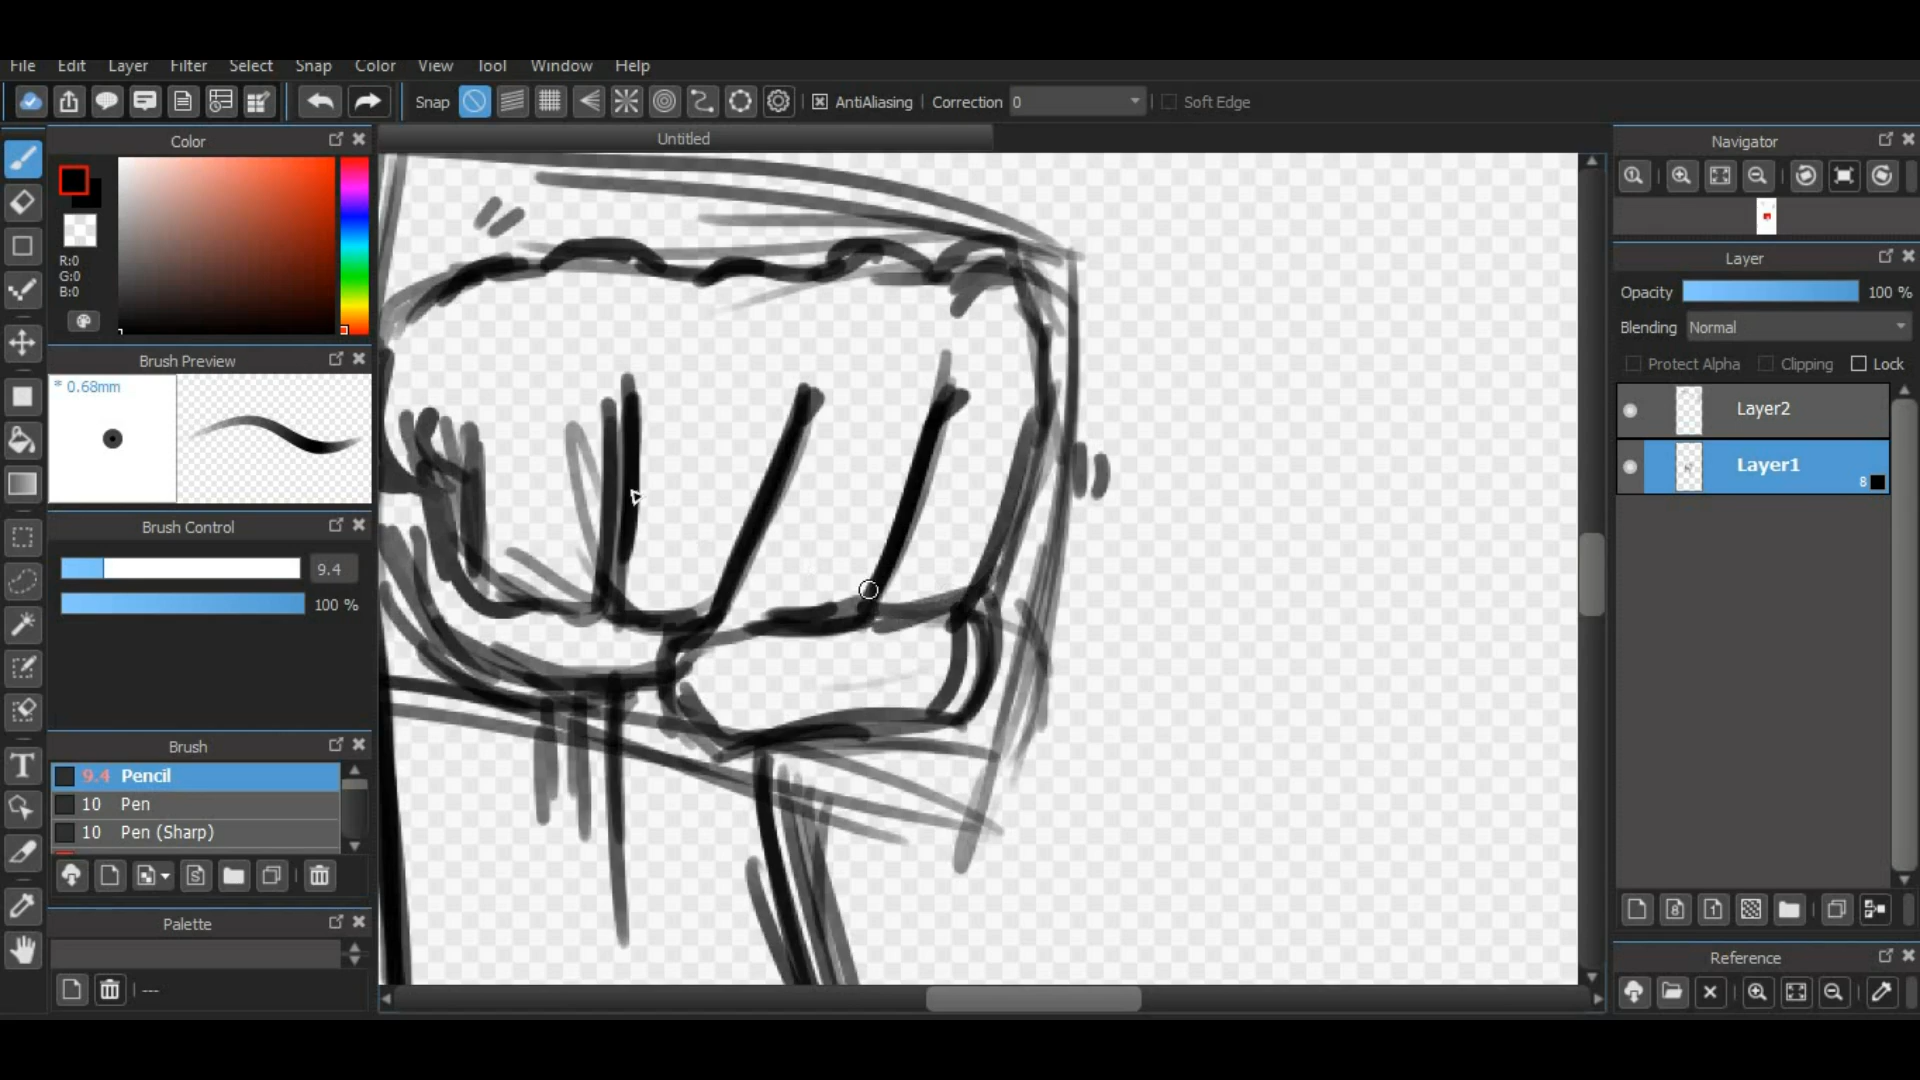 File Edit Layer Filter Select Snap Color View Tool Window Help
Snap AntiAliasing Correction 0 Soft Edge
Color
Untitled
Navigator
R:0
G:0
B:0
Layer
Opacity 100 %
Blending Normal
Protect Alpha Clipping Lock
Brush Preview
* 0.68mm
Layer2
Layer1
8
Brush Control
9.4
100 %
Brush
9.4 Pencil
10 Pen
10 Pen (Sharp)
Palette
---
Reference